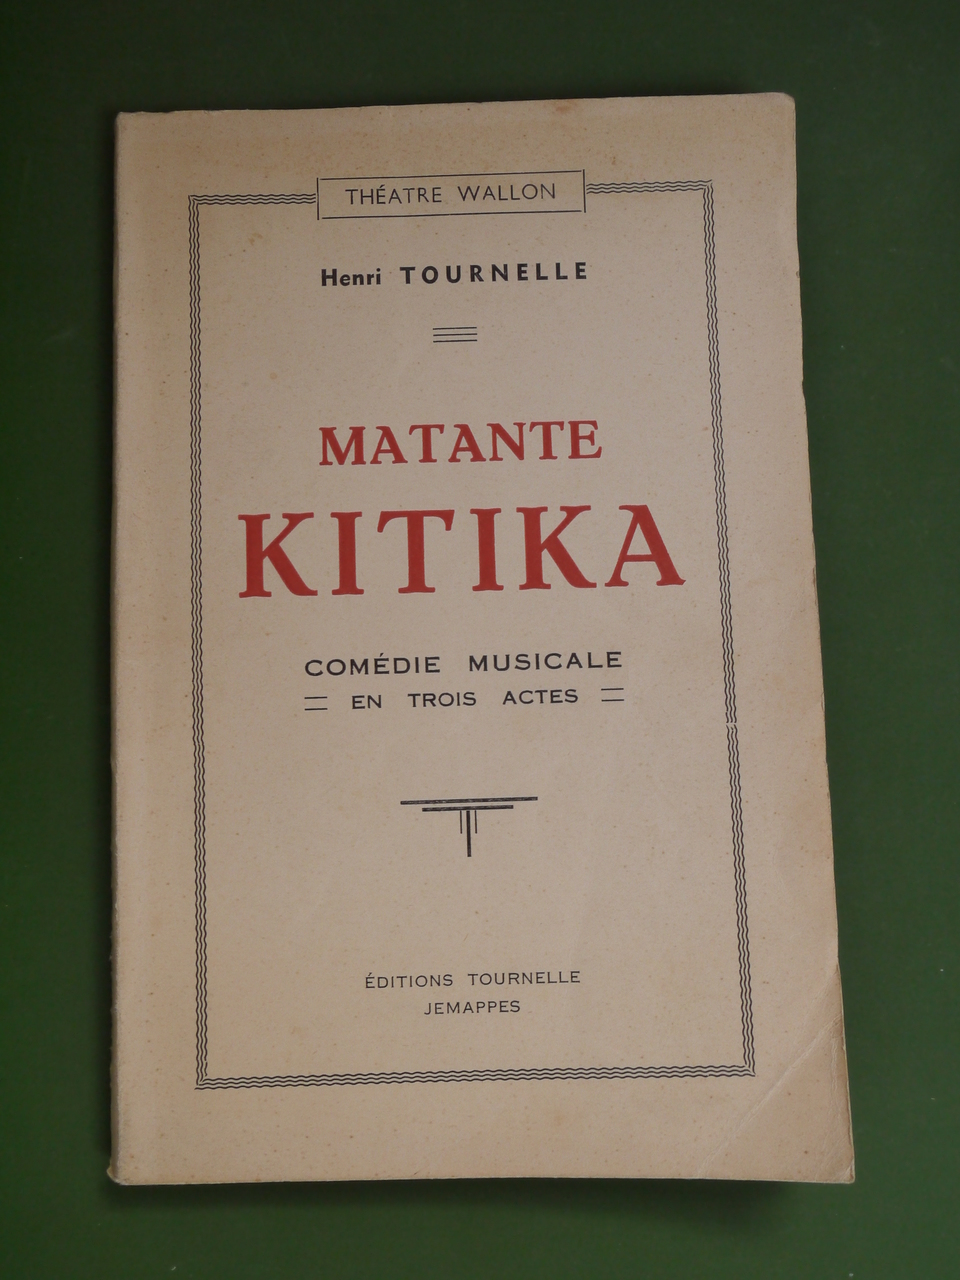 THÉATRE WALLON
Henri TOURNELLE
MATANTE
KITIKA
COMÉDIE MUSICALE
EN TROIS ACTES
ÉDITIONS TOURNELLE
JEMAPPES